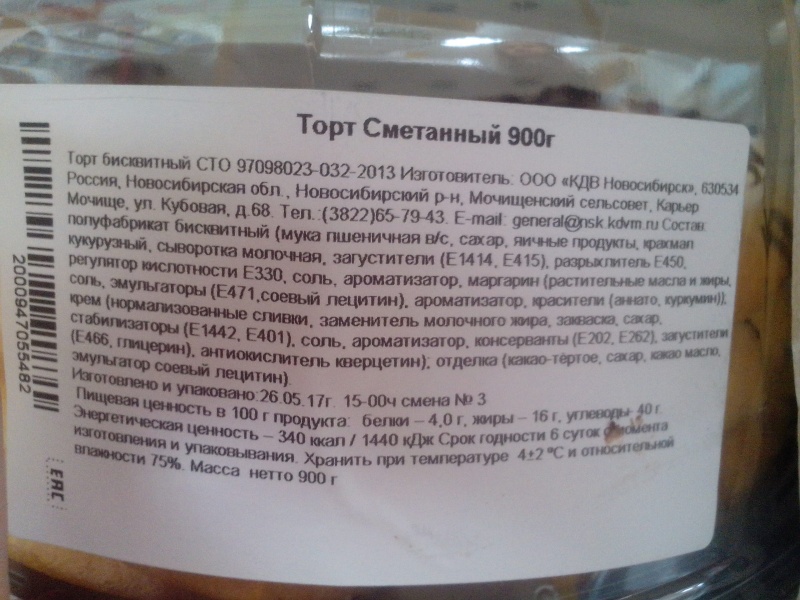 Торт Сметанный 900г
Торт бисквитный СТО 97098023-032-2013 Изготовитель: ООО «КДВ Новосибирск», 630534
Россия, Новосибирская обл., Новосибирский р-н, Мочищенский сельсовет, Карьер
Мочище, ул. Кубовая, д.68. Тел.:(3822)65-79-43. E-mail: general@nsk.kdvm.ru Состав:
полуфабрикат бисквитный (мука пшеничная в/с, сахар, яичные продукты, крахмал
кукурузный, сыворотка молочная, загустители (Е1414, Е415), разрыхлитель Е450,
регулятор кислотности Е330, соль, ароматизатор, маргарин (растительные масла и жиры,
соль, эмульгаторы (Е471,соевый лецитин), ароматизатор, красители (аннато, куркумин));
крем (нормализованные сливки, заменитель молочного жира, закваска, сахар,
стабилизаторы (Е1442, Е401), соль, ароматизатор, консерванты (Е202, Е262), загустители
(Е466, глицерин), антиокислитель кверцетин); отделка (какао-тёртое, сахар, какао масло,
эмульгатор соевый лецитин).
Изготовлено и упаковано:26.05.17г. 15-00ч смена № 3
Пищевая ценность в 100 г продукта: белки – 4,0 г, жиры – 16 г, углеводы- 40 г.
Энергетическая ценность – 340 ккал / 1440 кДж Срок годности 6 суток с момента
изготовления и упаковывания. Хранить при температуре 4±2 ºС и относительной
влажности 75%. Масса нетто 900 г
2000947055482
EAC